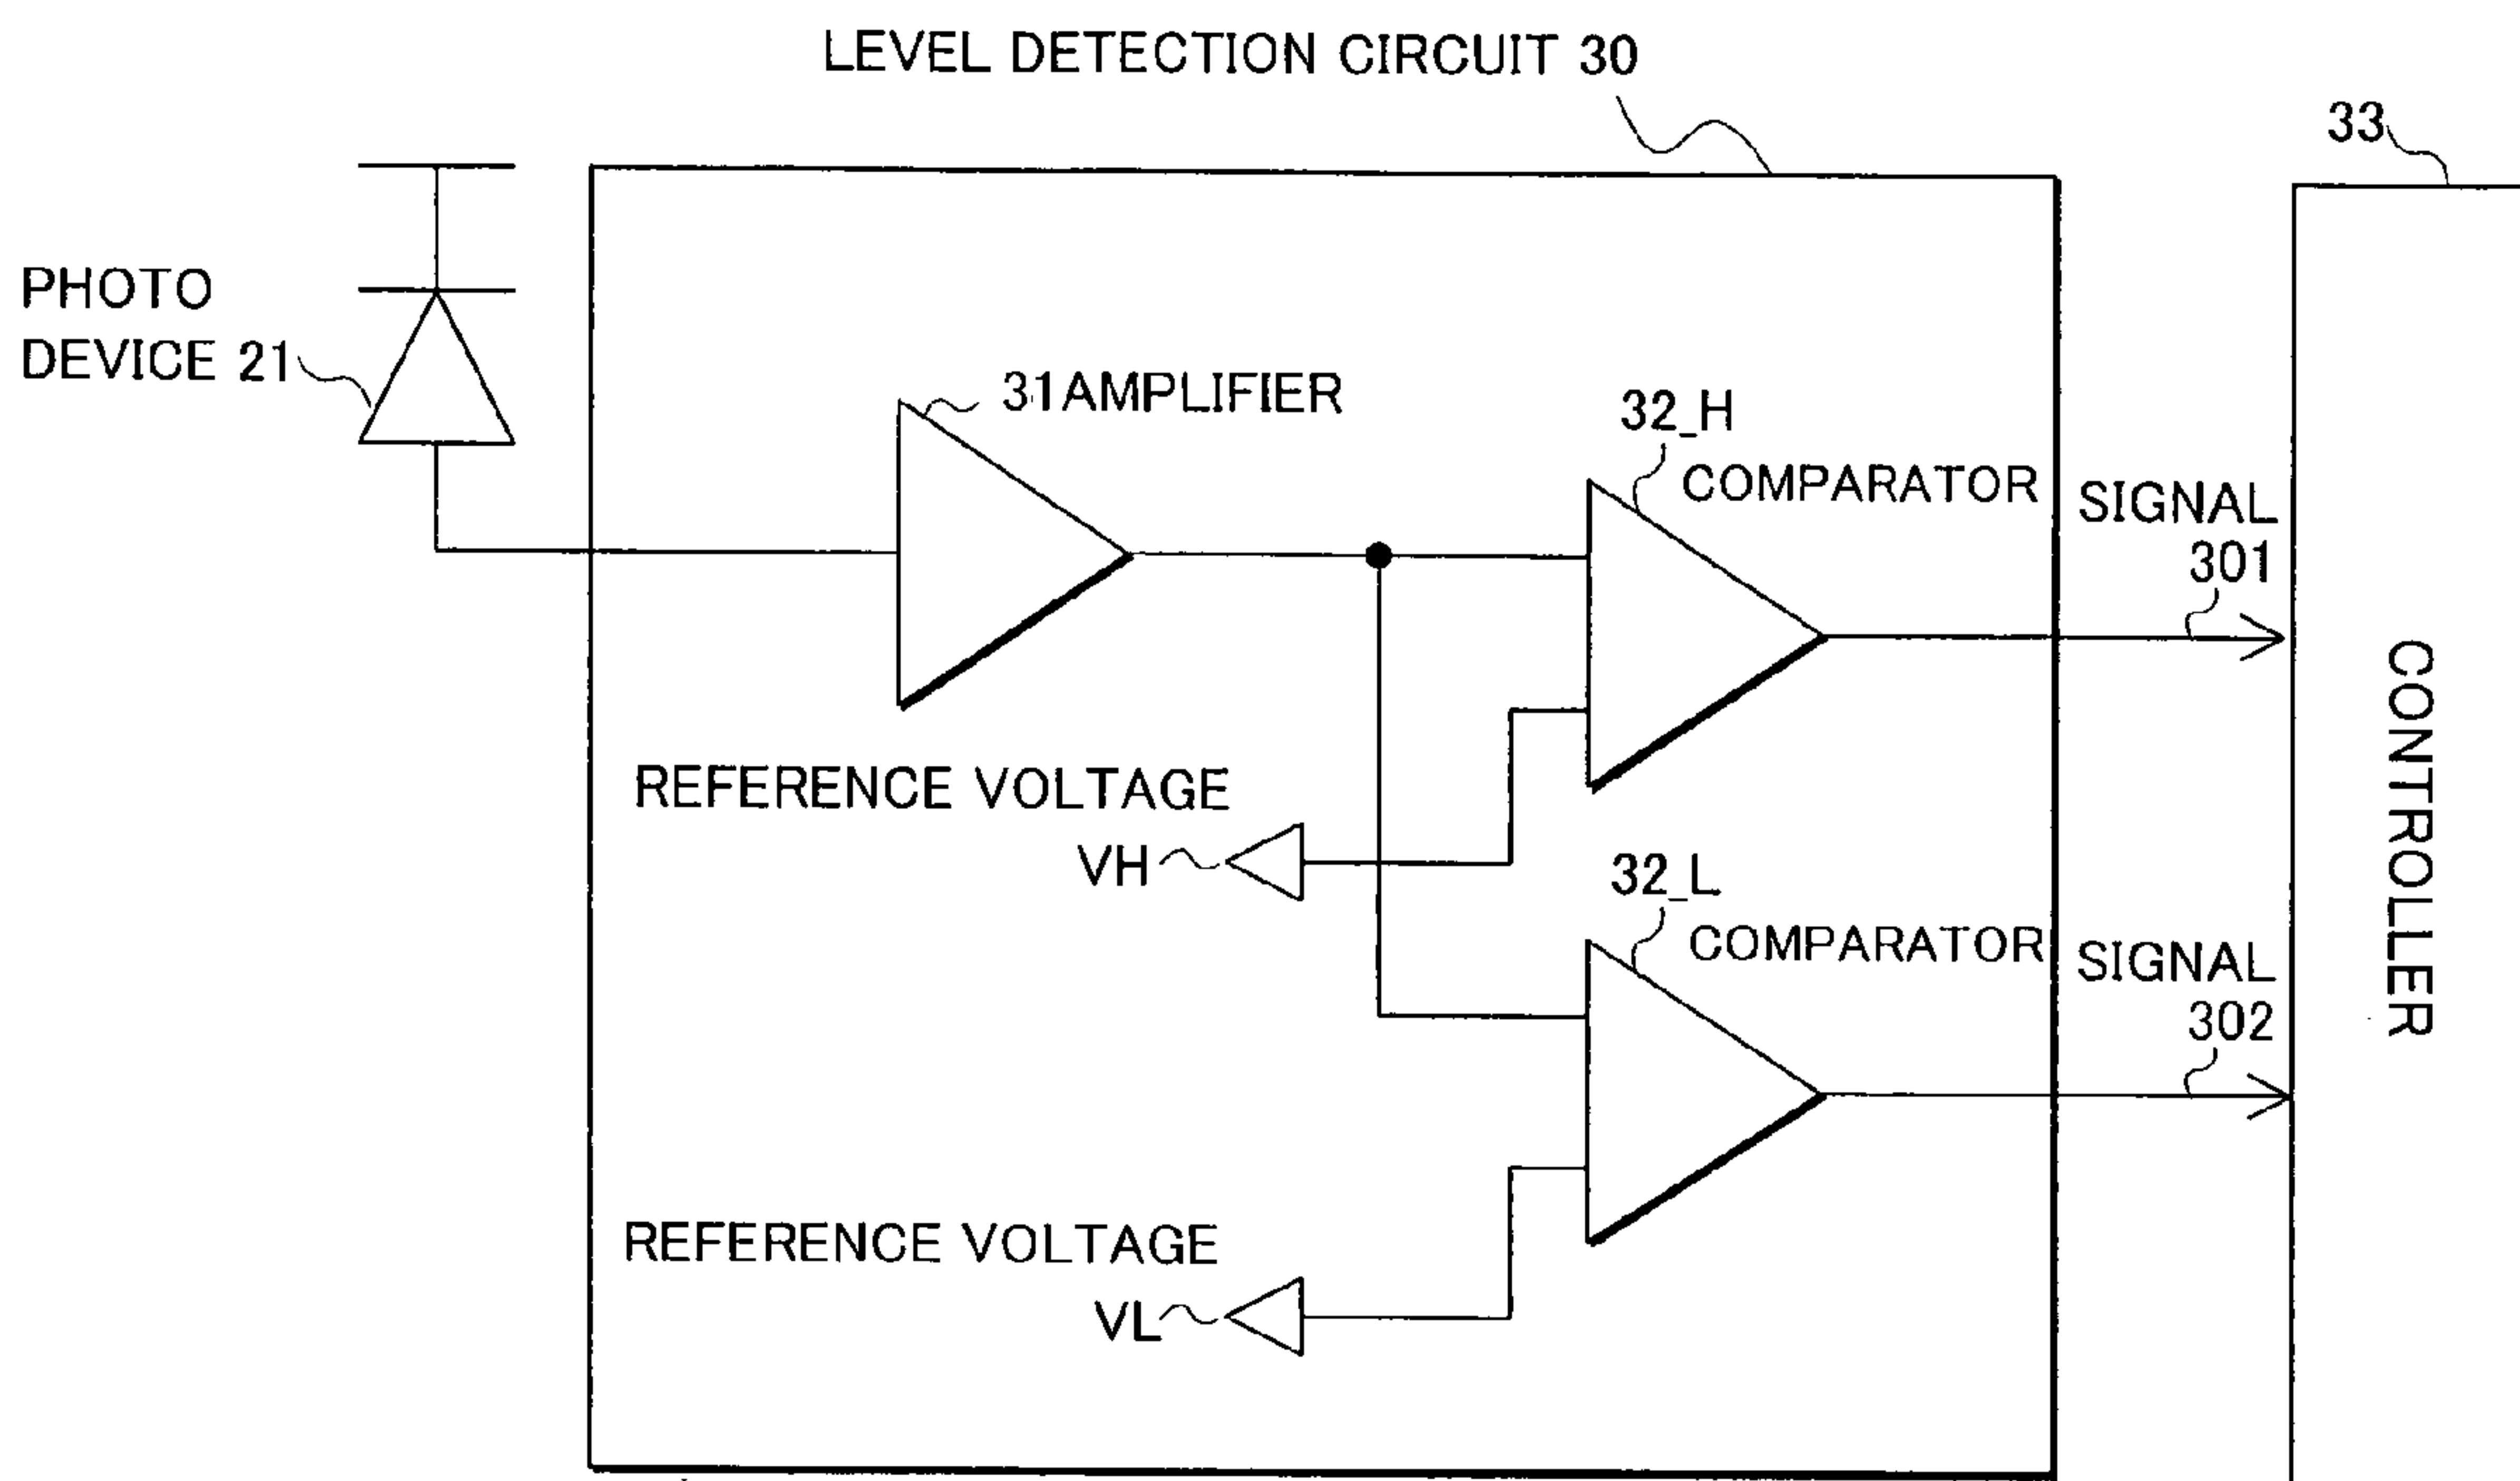 LEVEL DETECTION CIRCUIT 30
33
PHOTO
DEVICE 21
31AMPLIFIER
32_H
COMPARATOR
SIGNAL
301
REFERENCE VOLTAGE
VH
32_L
COMPARATOR
SIGNAL
302
CONTROLLER
REFERENCE VOLTAGE
VL